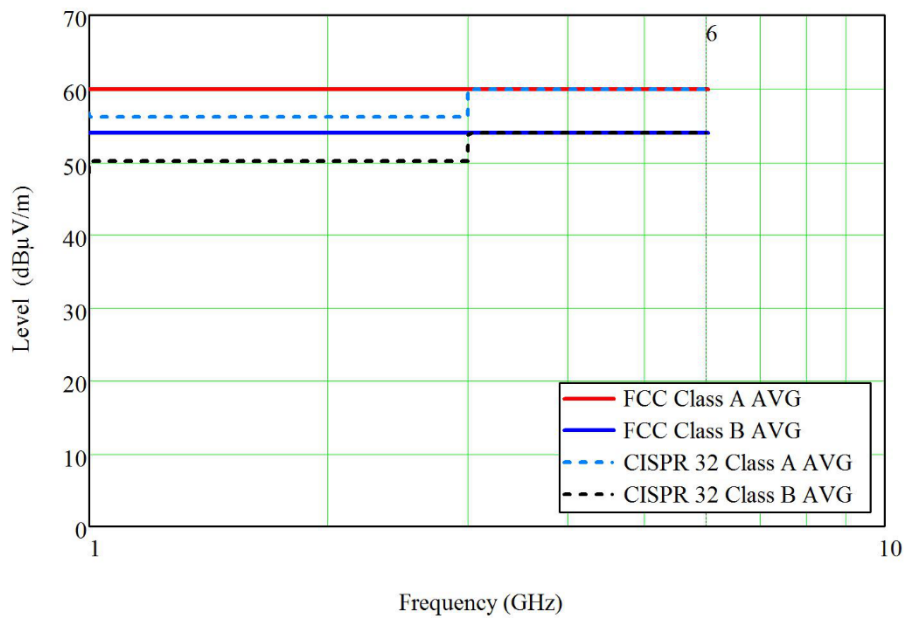 70
6
60
50
40
30
20
10
0
Level (dBµV/m)
FCC Class A AVG
FCC Class B AVG
CISPR 32 Class A AVG
CISPR 32 Class B AVG
1
10
Frequency (GHz)